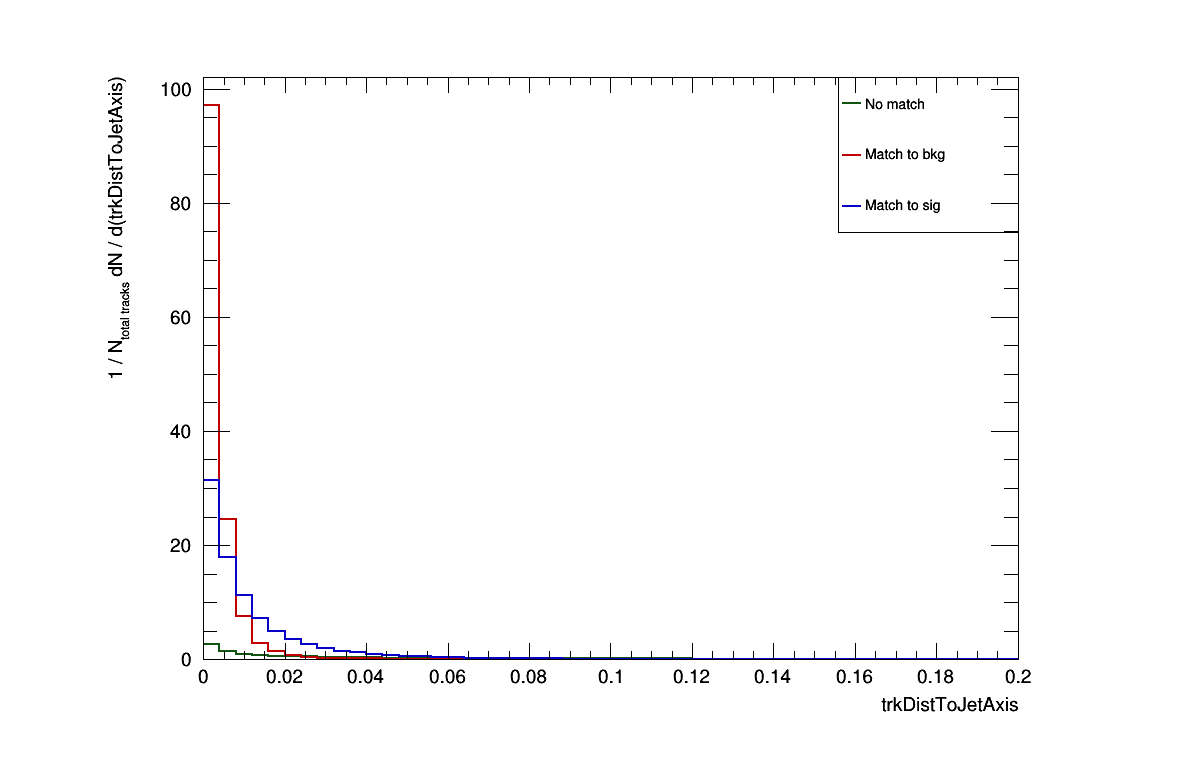 1 / Ntotal tracks dN / d(trkDistToJetAxis)
100
80
60
40
20
0
No match
Match to bkg
Match to sig
0 0.02 0.04 0.06 0.08 0.1 0.12 0.14 0.16 0.18 0.2
trkDistToJetAxis